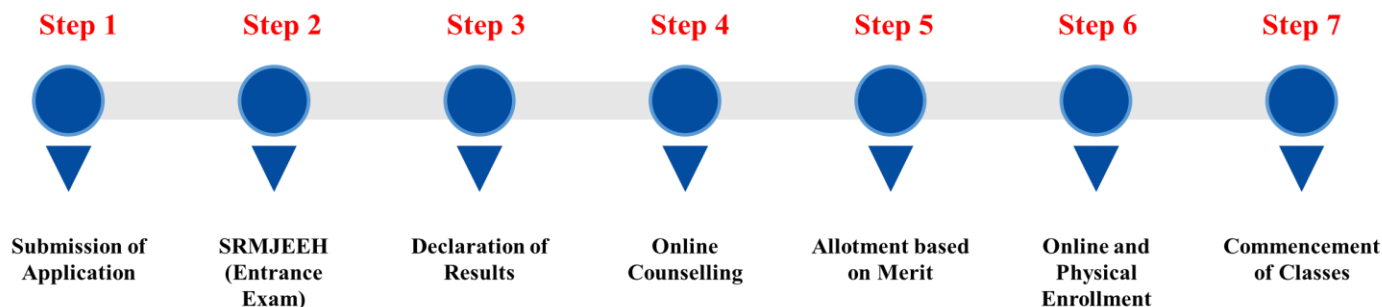 Step 1
Step 2
Step 3
Step 4
Step 5
Step 6
Step 7
Submission of
Application
SRMJEEH
(Entrance
Exam)
Declaration of
Results
Online
Counselling
Allotment based
on Merit
Online and
Physical
Enrollment
Commencement
of Classes